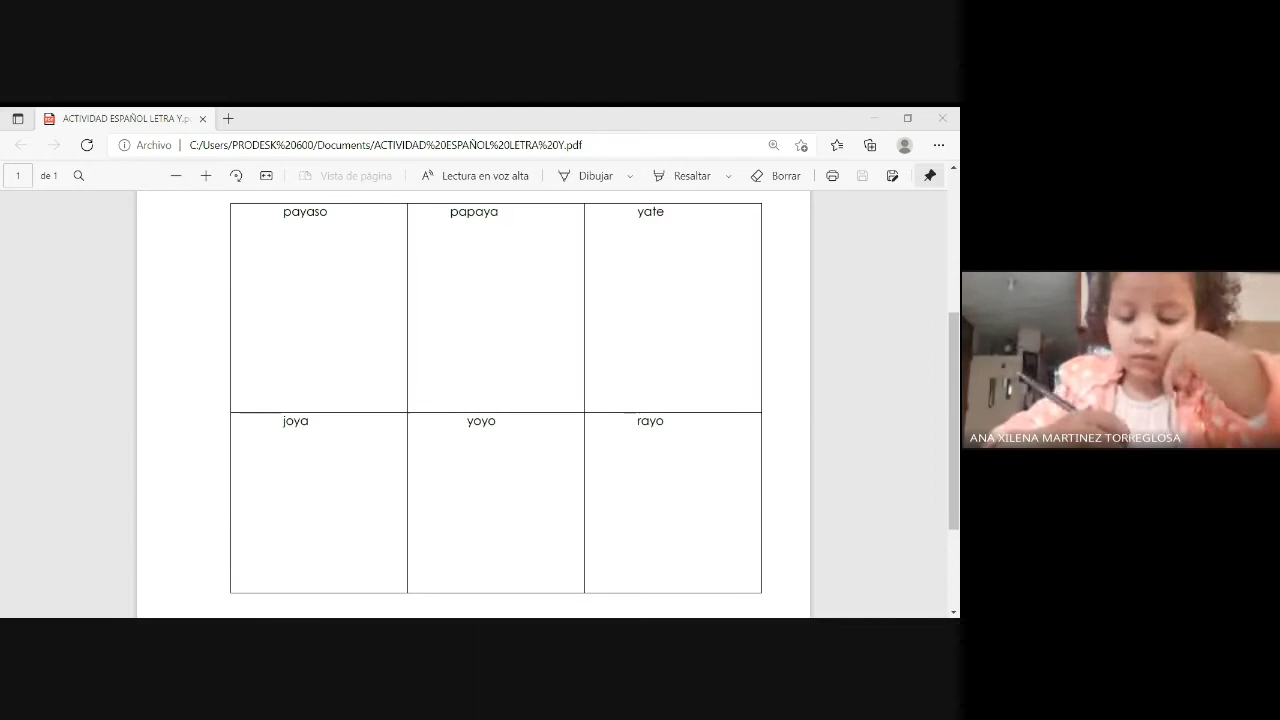 ACTIVIDAD ESPAÑOL LETRA Y.p
Archivo C:/Users/PRODESK%20600/Documents/ACTIVIDAD%20ESPAÑOL%20LETRA%20Y.pdf
1 de 1 Vista de página Lectura en voz alta Dibujar Resaltar Borrar
payaso papaya yate
joya yoyo rayo
ANA XILENA MARTINEZ TORREGLOSA